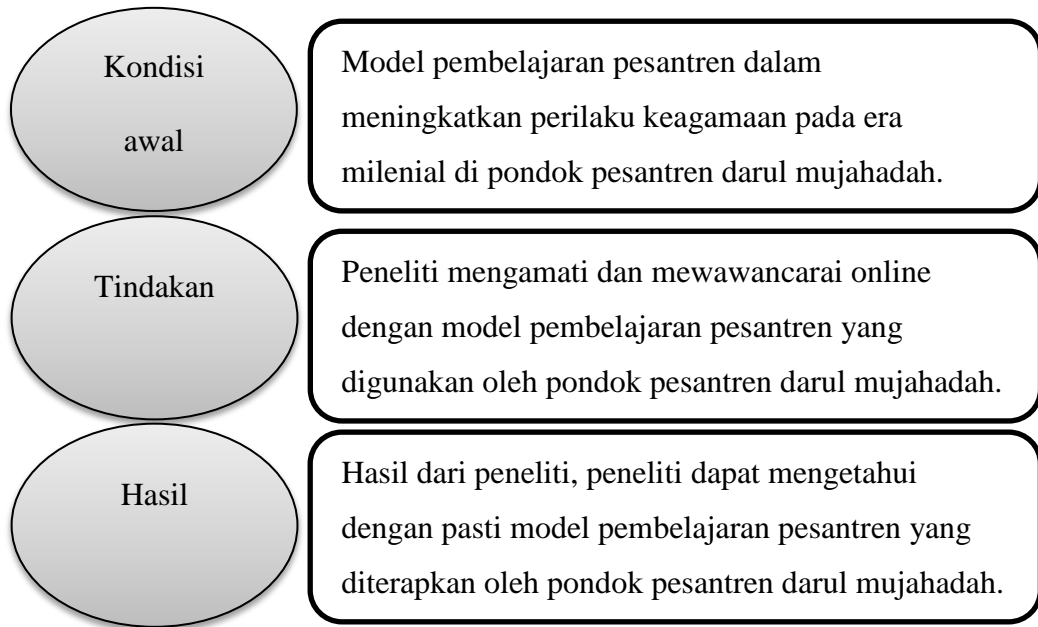 Kondisi
awal
Model pembelajaran pesantren dalam
meningkatkan perilaku keagamaan pada era
milenial di pondok pesantren darul mujahadah.
Tindakan
Peneliti mengamati dan mewawancarai online
dengan model pembelajaran pesantren yang
digunakan oleh pondok pesantren darul mujahadah.
Hasil
Hasil dari peneliti, peneliti dapat mengetahui
dengan pasti model pembelajaran pesantren yang
diterapkan oleh pondok pesantren darul mujahadah.